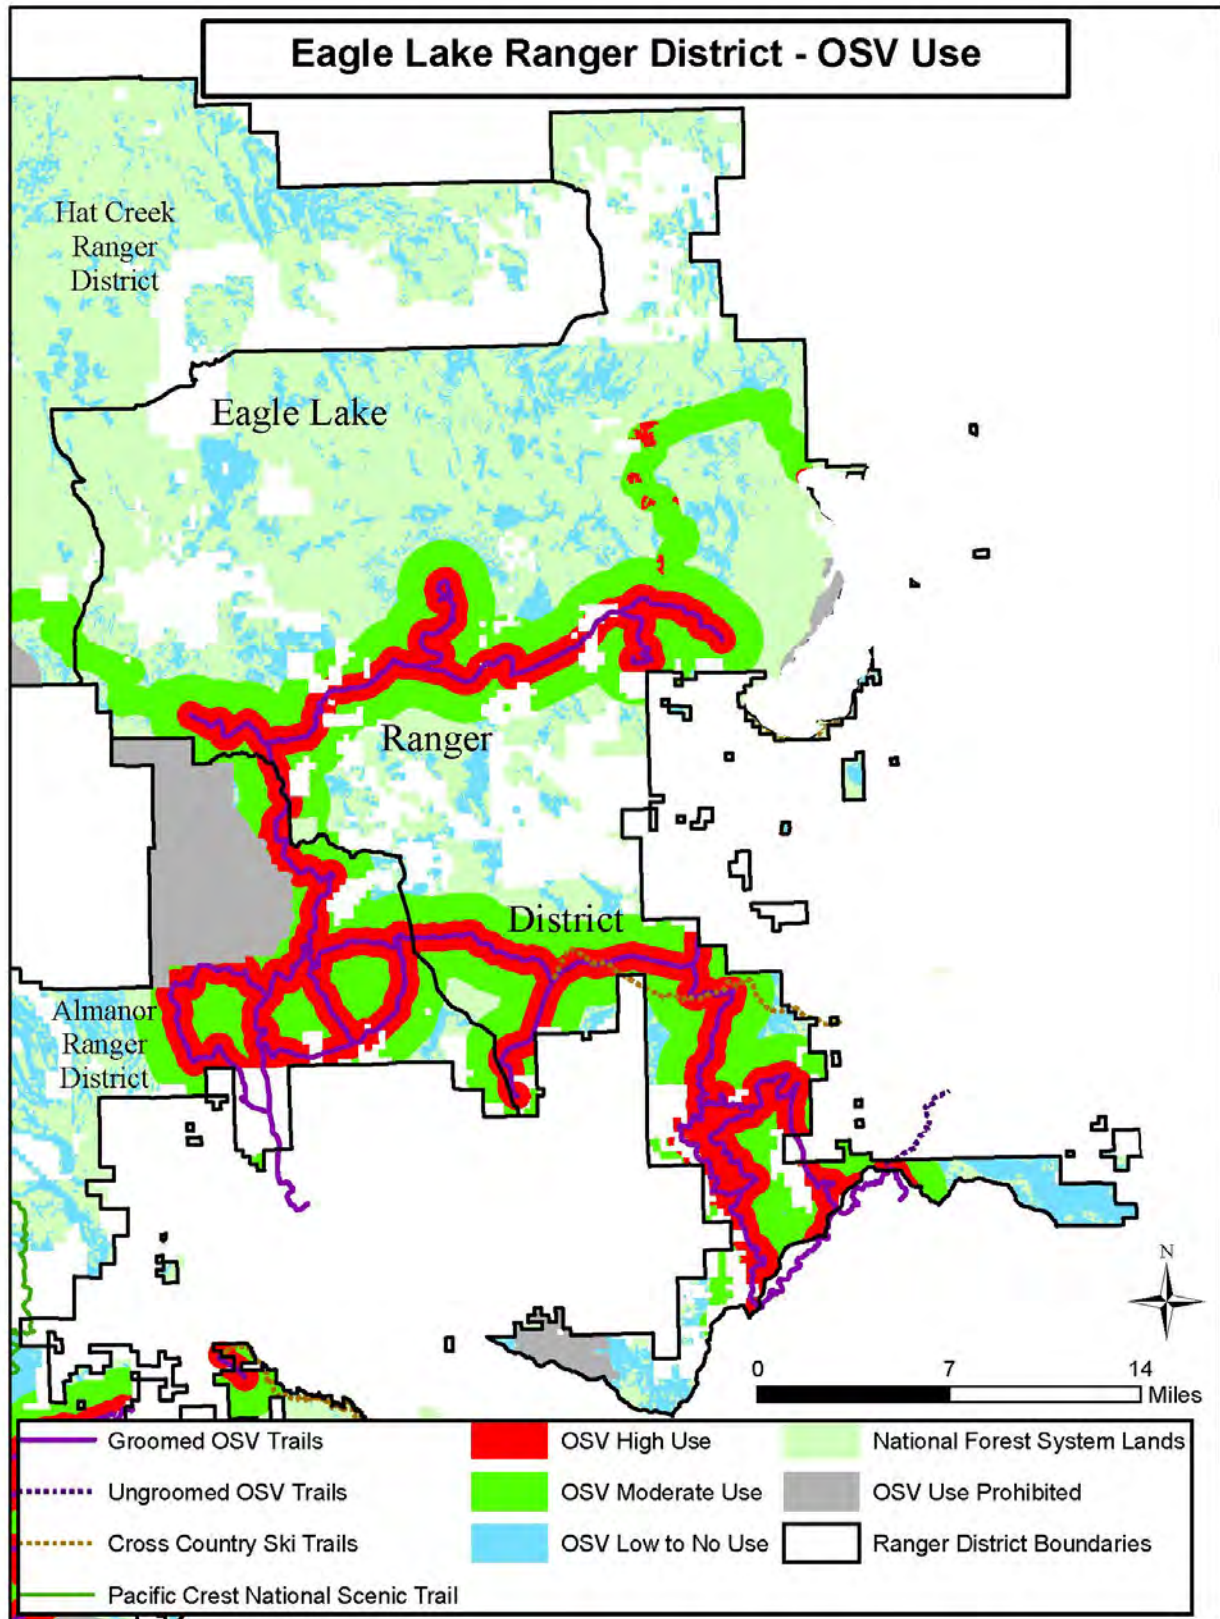 Eagle Lake Ranger District - OSV Use
Hat Creek
Ranger
District
Eagle Lake
Ranger
District
Almanor
Ranger
District
N
0 7 14
Miles
Groomed OSV Trails
Ungroomed OSV Trails
Cross Country Ski Trails
Pacific Crest National Scenic Trail
OSV High Use
OSV Moderate Use
OSV Low to No Use
National Forest System Lands
OSV Use Prohibited
Ranger District Boundaries